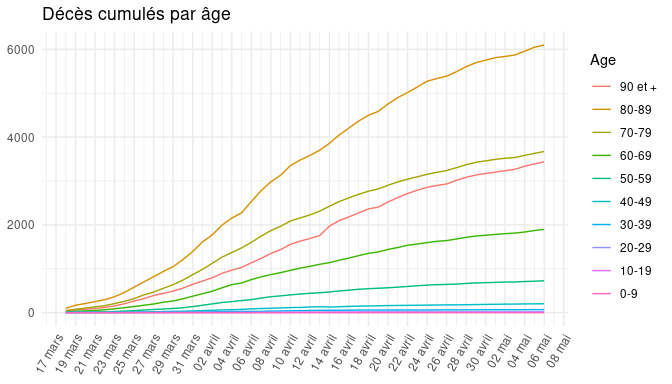 Décès cumulés par âge
6000
4000
2000
0
17 mars
19 mars
21 mars
23 mars
25 mars
27 mars
29 mars
31 mars
02 avril
04 avril
06 avril
08 avril
10 avril
12 avril
14 avril
16 avril
18 avril
20 avril
22 avril
24 avril
26 avril
28 avril
30 avril
02 mai
04 mai
06 mai
08 mai
Age
90 et +
80-89
70-79
60-69
50-59
40-49
30-39
20-29
10-19
0-9